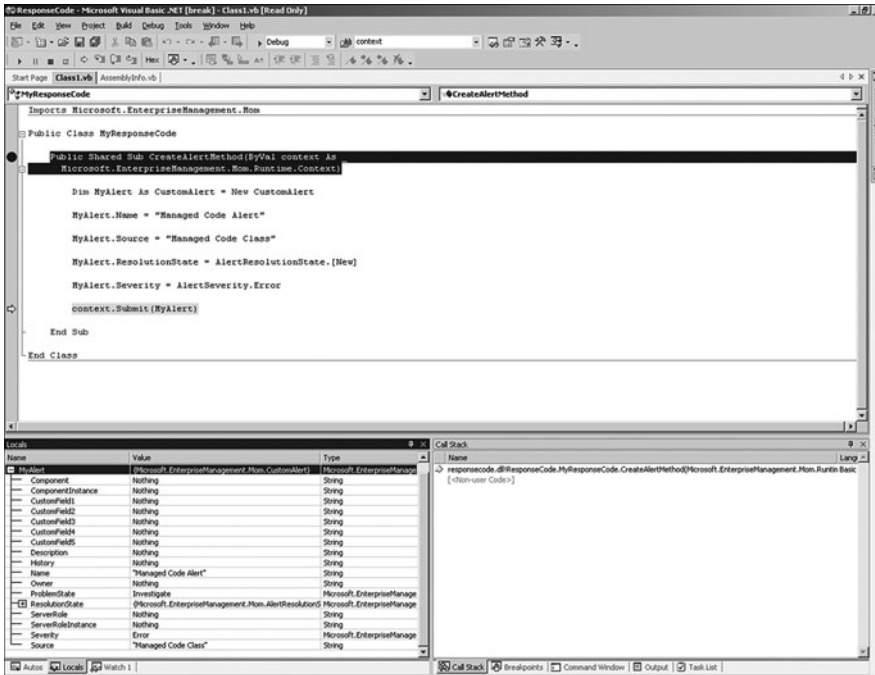 ResponseCode - Microsoft Visual Basic .NET [break] - Class1.vb [Read Only]
File Edit View Project Build Debug Tools Window Help
Debug context
Hex
Start Page Class1.vb AssemblyInfo.vb
MyResponseCode CreateAlertMethod
Imports Microsoft.EnterpriseManagement.Mom
Public Class MyResponseCode
Public Shared Sub CreateAlertMethod(ByVal context As
Microsoft.EnterpriseManagement.Mom.Runtime.Context)
Dim MyAlert As CustomAlert = New CustomAlert
MyAlert.Name = "Managed Code Alert"
MyAlert.Source = "Managed Code Class"
MyAlert.ResolutionState = AlertResolutionState.[New]
MyAlert.Severity = AlertSeverity.Error
context.Submit(MyAlert)
End Sub
End Class
Locals
Name Value Type
MyAlert {Microsoft.EnterpriseManagement.Mom.CustomAlert} Microsoft.EnterpriseManage
Component Nothing String
ComponentInstance Nothing String
CustomField1 Nothing String
CustomField2 Nothing String
CustomField3 Nothing String
CustomField4 Nothing String
CustomField5 Nothing String
Description Nothing String
History Nothing String
Name "Managed Code Alert" String
Owner Nothing String
ProblemState Investigate Microsoft.EnterpriseManage
ResolutionState {Microsoft.EnterpriseManagement.Mom.AlertResolutionS Microsoft.EnterpriseManage
ServerRole Nothing String
ServerRoleInstance Nothing String
Severity Error Microsoft.EnterpriseManage
Source "Managed Code Class" String
Autos Locals Watch 1
Call Stack
Name Langu
responsecode.dll!ResponseCode.MyResponseCode.CreateAlertMethod(Microsoft.EnterpriseManagement.Mom.Runtim Basic
[<Non-user Code>]
Call Stack Breakpoints Command Window Output Task List